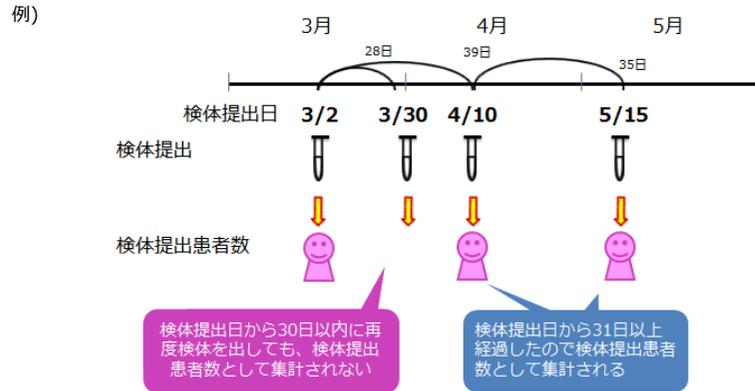 例)
3月 4月 5月
28日 39日 35日
検体提出日 3/2 3/30 4/10 5/15
検体提出
検体提出患者数
検体提出日から30日以内に再
度検体を出しても、検体提出
患者数として集計されない
検体提出日から31日以上
経過したので検体提出患者
数として集計される